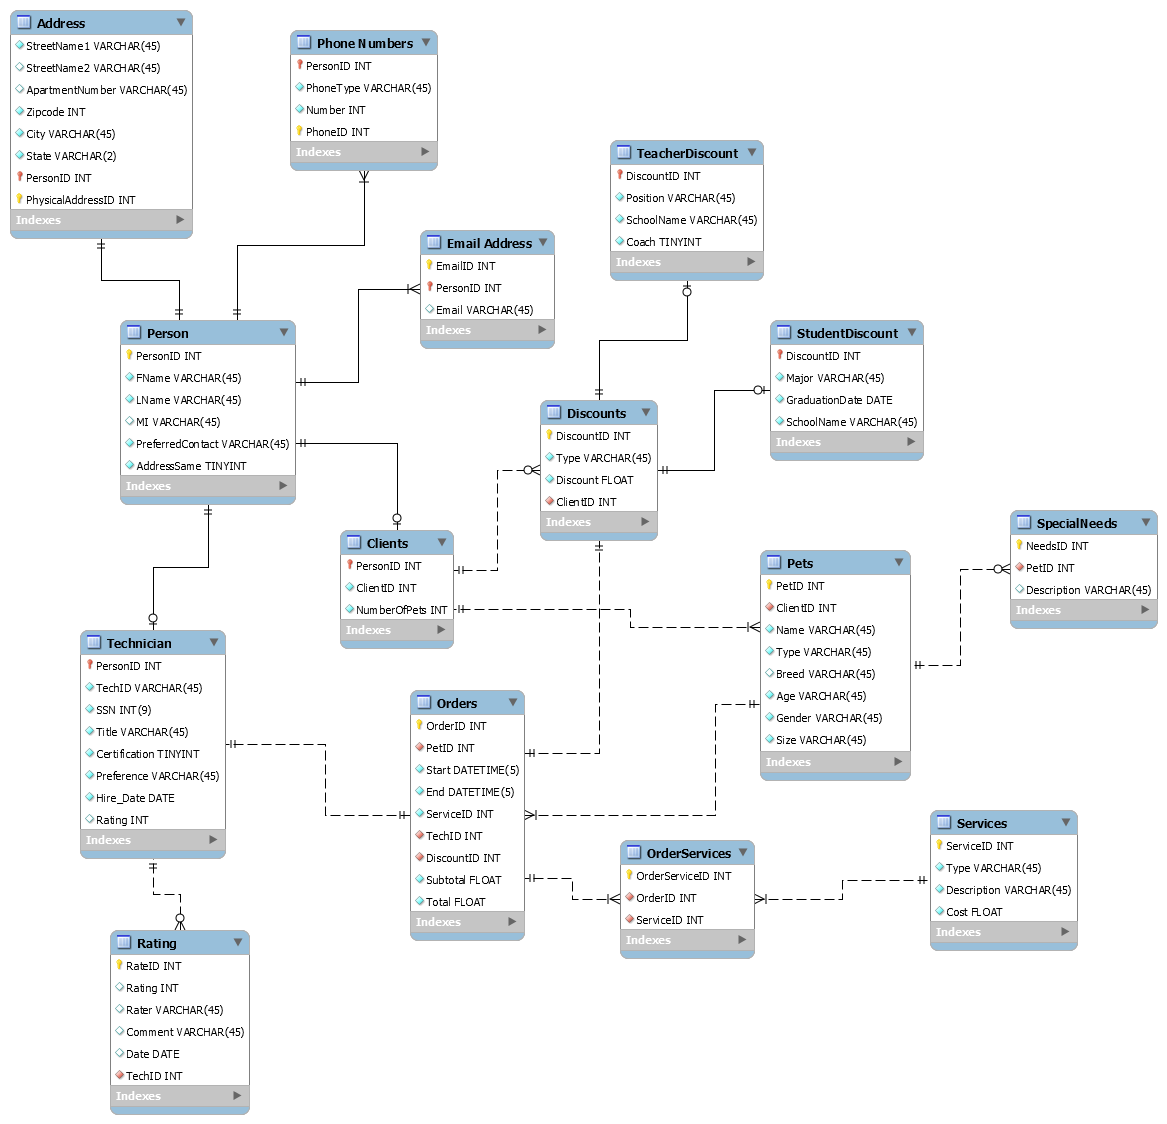 Address
StreetName1 VARCHAR(45)
StreetName2 VARCHAR(45)
ApartmentNumber VARCHAR(45)
Zipcode INT
City VARCHAR(45)
State VARCHAR(2)
PersonID INT
PhysicalAddressID INT
Indexes
Phone Numbers
PersonID INT
PhoneType VARCHAR(45)
Number INT
PhoneID INT
Indexes
TeacherDiscount
DiscountID INT
Position VARCHAR(45)
SchoolName VARCHAR(45)
Coach TINYINT
Indexes
Email Address
EmailID INT
PersonID INT
Email VARCHAR(45)
Indexes
Person
PersonID INT
FName VARCHAR(45)
LName VARCHAR(45)
MI VARCHAR(45)
PreferredContact VARCHAR(45)
AddressSame TINYINT
Indexes
StudentDiscount
DiscountID INT
Major VARCHAR(45)
GraduationDate DATE
SchoolName VARCHAR(45)
Indexes
Discounts
DiscountID INT
Type VARCHAR(45)
Discount FLOAT
ClientID INT
Indexes
Clients
PersonID INT
ClientID INT
NumberOfPets INT
Indexes
SpecialNeeds
NeedsID INT
PetID INT
Description VARCHAR(45)
Indexes
Pets
PetID INT
ClientID INT
Name VARCHAR(45)
Type VARCHAR(45)
Breed VARCHAR(45)
Age VARCHAR(45)
Gender VARCHAR(45)
Size VARCHAR(45)
Indexes
Technician
PersonID INT
TechID VARCHAR(45)
SSN INT(9)
Title VARCHAR(45)
Certification TINYINT
Preference VARCHAR(45)
Hire_Date DATE
Rating INT
Indexes
Orders
OrderID INT
PetID INT
Start DATETIME(5)
End DATETIME(5)
ServiceID INT
TechID INT
DiscountID INT
Subtotal FLOAT
Total FLOAT
Indexes
OrderServices
OrderServiceID INT
OrderID INT
ServiceID INT
Indexes
Services
ServiceID INT
Type VARCHAR(45)
Description VARCHAR(45)
Cost FLOAT
Indexes
Rating
RateID INT
Rating INT
Rater VARCHAR(45)
Comment VARCHAR(45)
Date DATE
TechID INT
Indexes